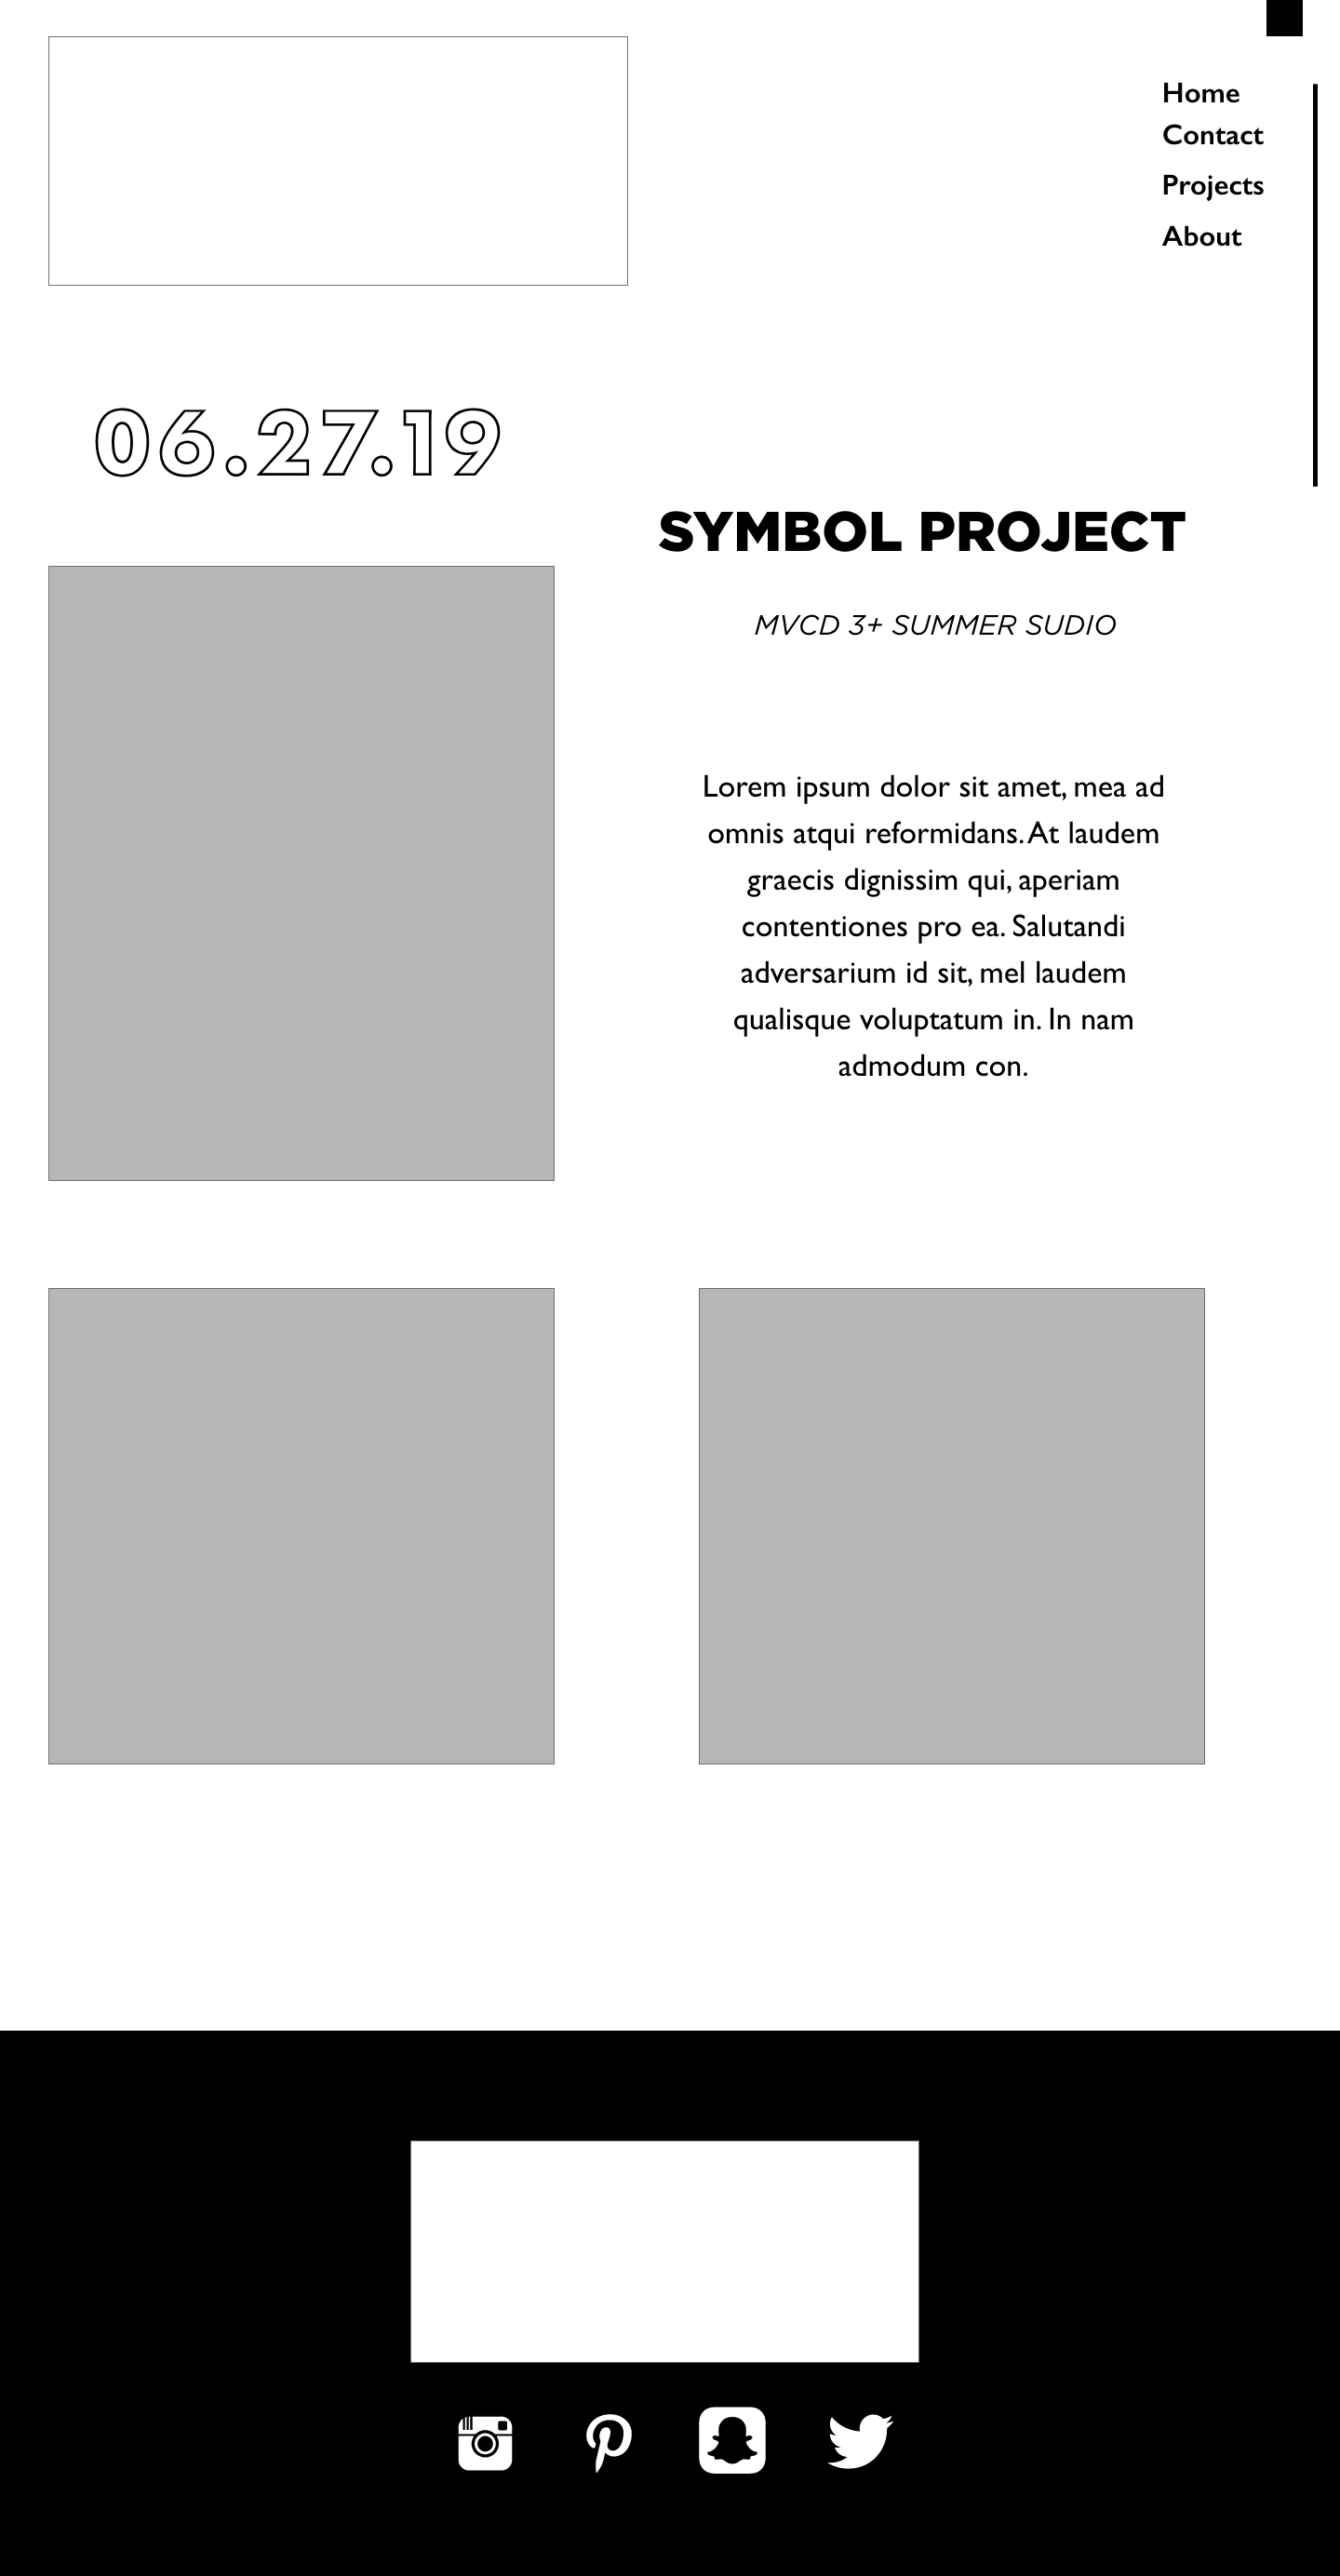 Home
Contact
Projects
About
06.27.19
SYMBOL PROJECT
MVCD 3+ SUMMER SUDIO
Lorem ipsum dolor sit amet, mea ad
omnis atqui reformidans. At laudem
graecis dignissim qui, aperiam
contentiones pro ea. Salutandi
adversarium id sit, mel laudem
qualisque voluptatum in. In nam
admodum con.